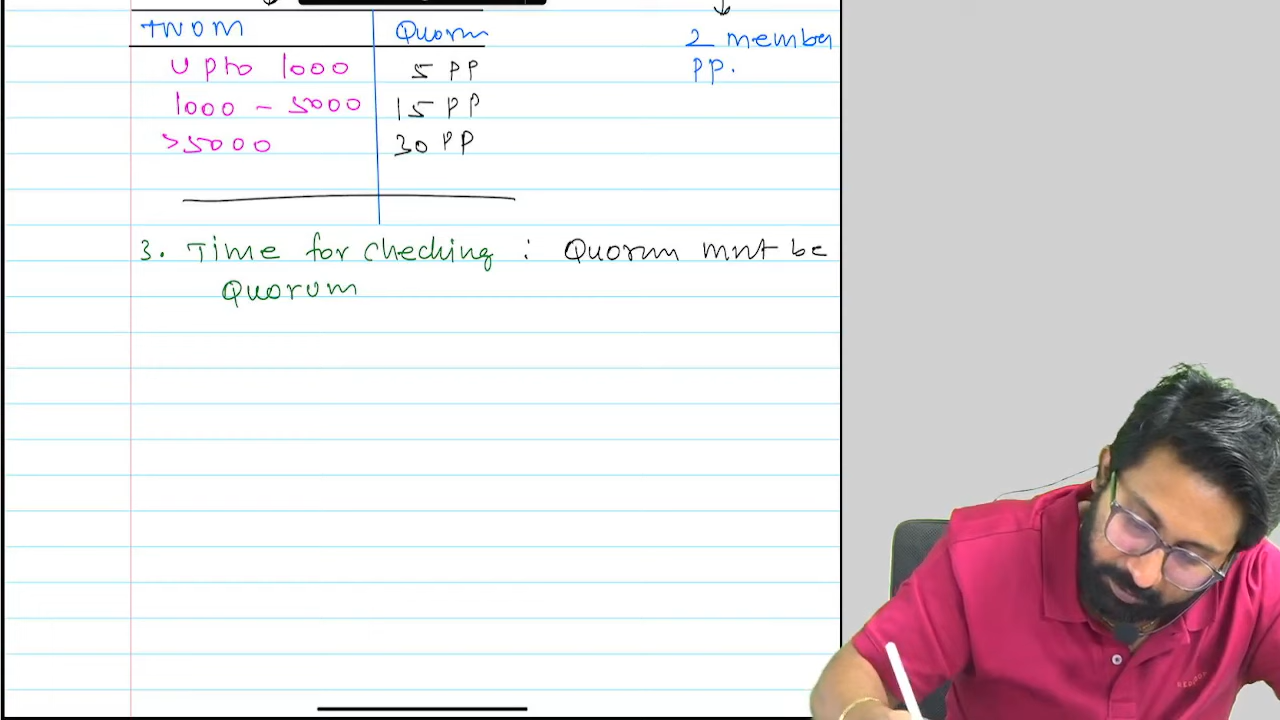 TNOM Quorm
2 member
Upto 1000 5 PP
PP.
1000 - 5000 15 PP
>5000 30 PP
3. Time for checking : Quorm must be
Quorum